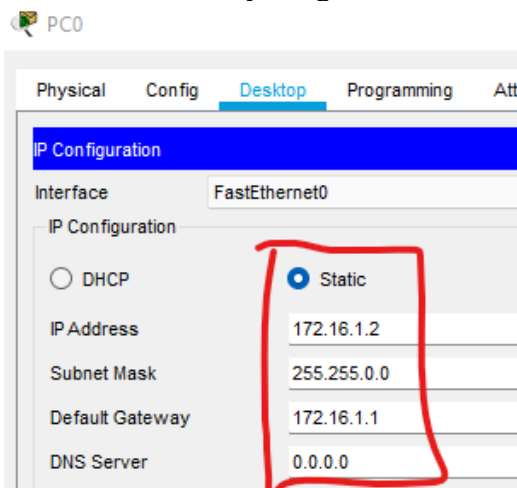 PC0
Physical Config Desktop Programming Att
IP Configuration
Interface FastEthernet0
IP Configuration
DHCP Static
IP Address 172.16.1.2
Subnet Mask 255.255.0.0
Default Gateway 172.16.1.1
DNS Server 0.0.0.0